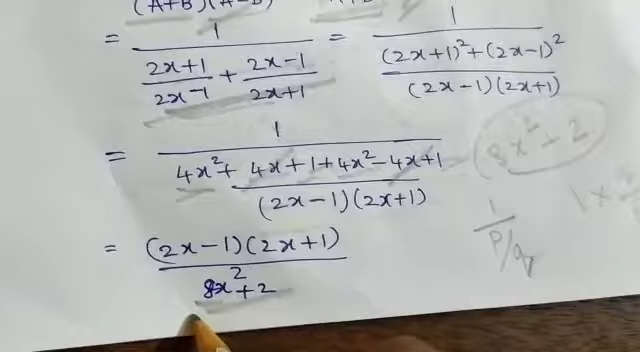 (A+B)(A-B)
= 1/((2x+1)/(2x-1) + (2x-1)/(2x+1)) = 1/(((2x+1)²+(2x-1)²)/((2x-1)(2x+1)))
= 1/((4x²+4x+1+4x²-4x+1)/((2x-1)(2x+1)))
8x²+2
1/(P/q)
= ((2x-1)(2x+1))/(8x²+2)